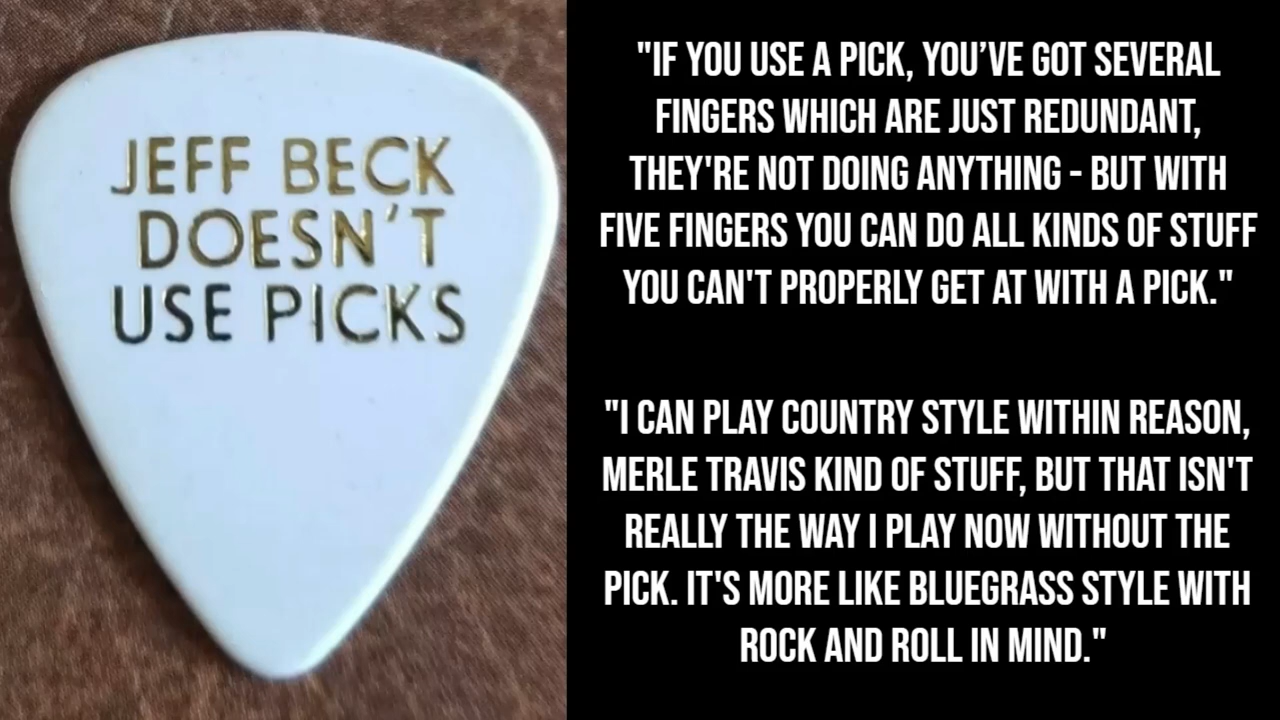 JEFF BECK
DOESN'T
USE PICKS
"IF YOU USE A PICK, YOU’VE GOT SEVERAL
FINGERS WHICH ARE JUST REDUNDANT,
THEY'RE NOT DOING ANYTHING - BUT WITH
FIVE FINGERS YOU CAN DO ALL KINDS OF STUFF
YOU CAN'T PROPERLY GET AT WITH A PICK."
"I CAN PLAY COUNTRY STYLE WITHIN REASON,
MERLE TRAVIS KIND OF STUFF, BUT THAT ISN'T
REALLY THE WAY I PLAY NOW WITHOUT THE
PICK. IT'S MORE LIKE BLUEGRASS STYLE WITH
ROCK AND ROLL IN MIND."